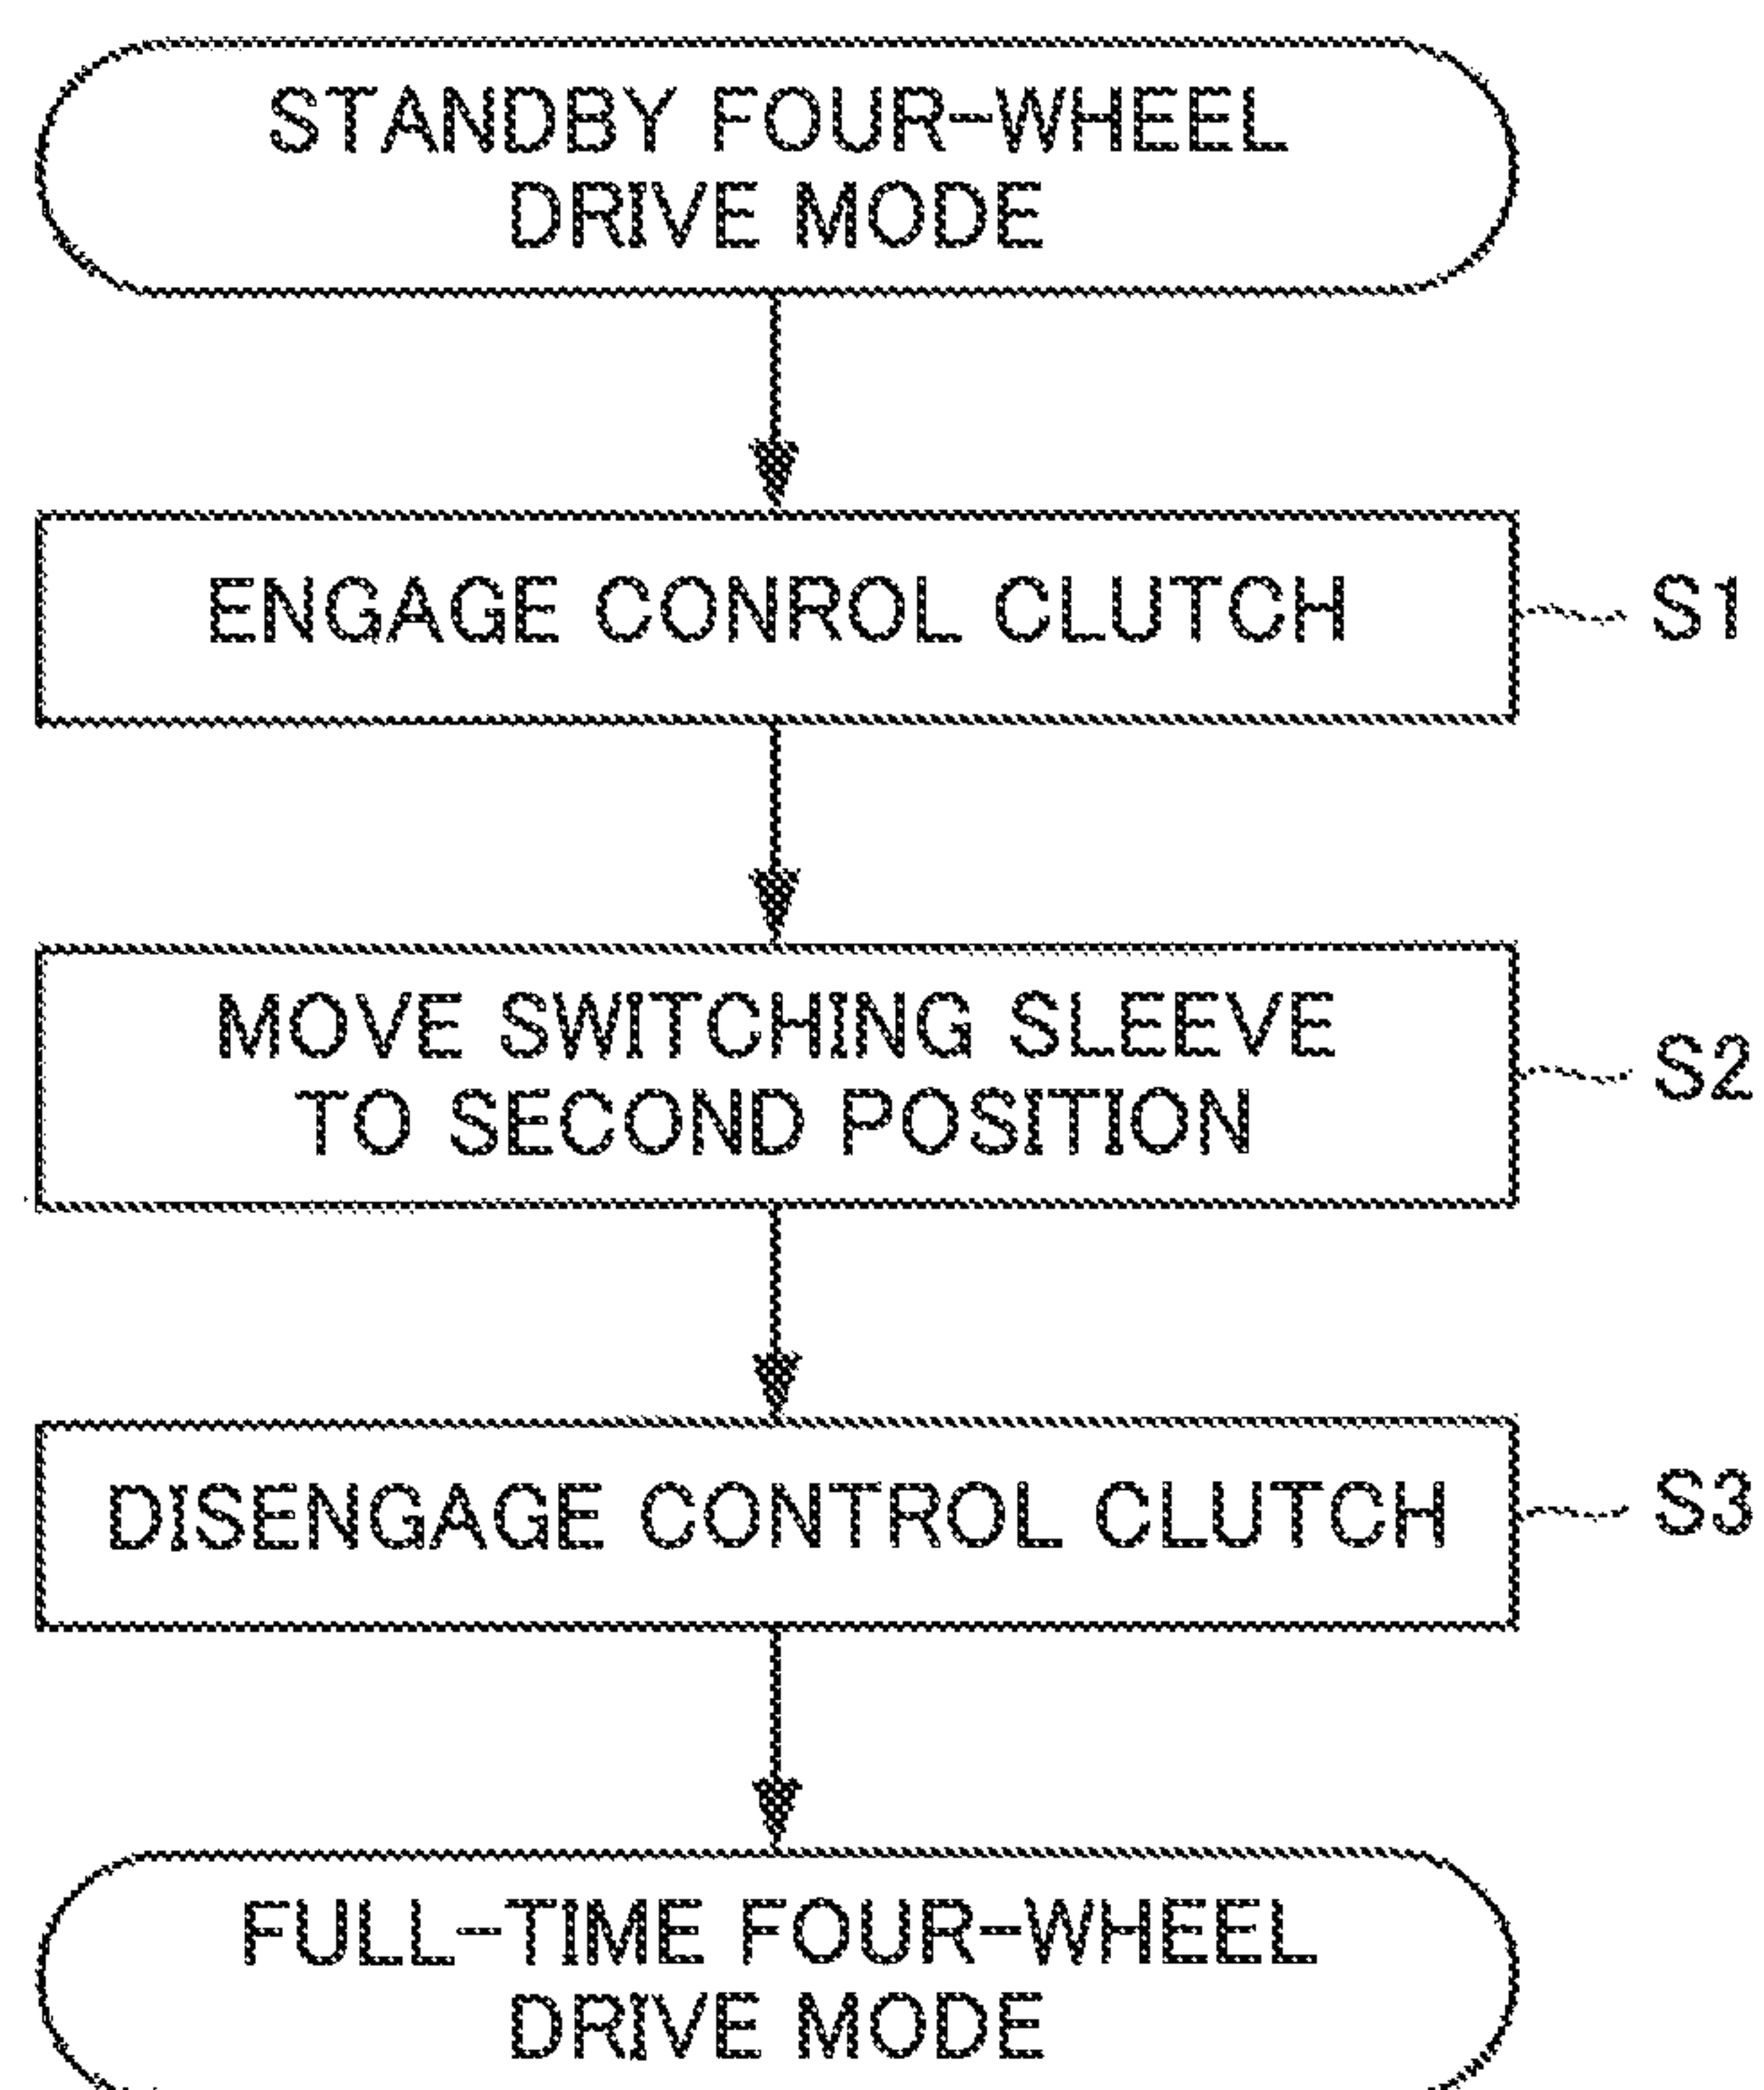 STANDBY FOUR-WHEEL
DRIVE MODE
ENGAGE CONROL CLUTCH
S1
MOVE SWITCHING SLEEVE
TO SECOND POSITION
S2
DISENGAGE CONTROL CLUTCH
S3
FULL-TIME FOUR-WHEEL
DRIVE MODE